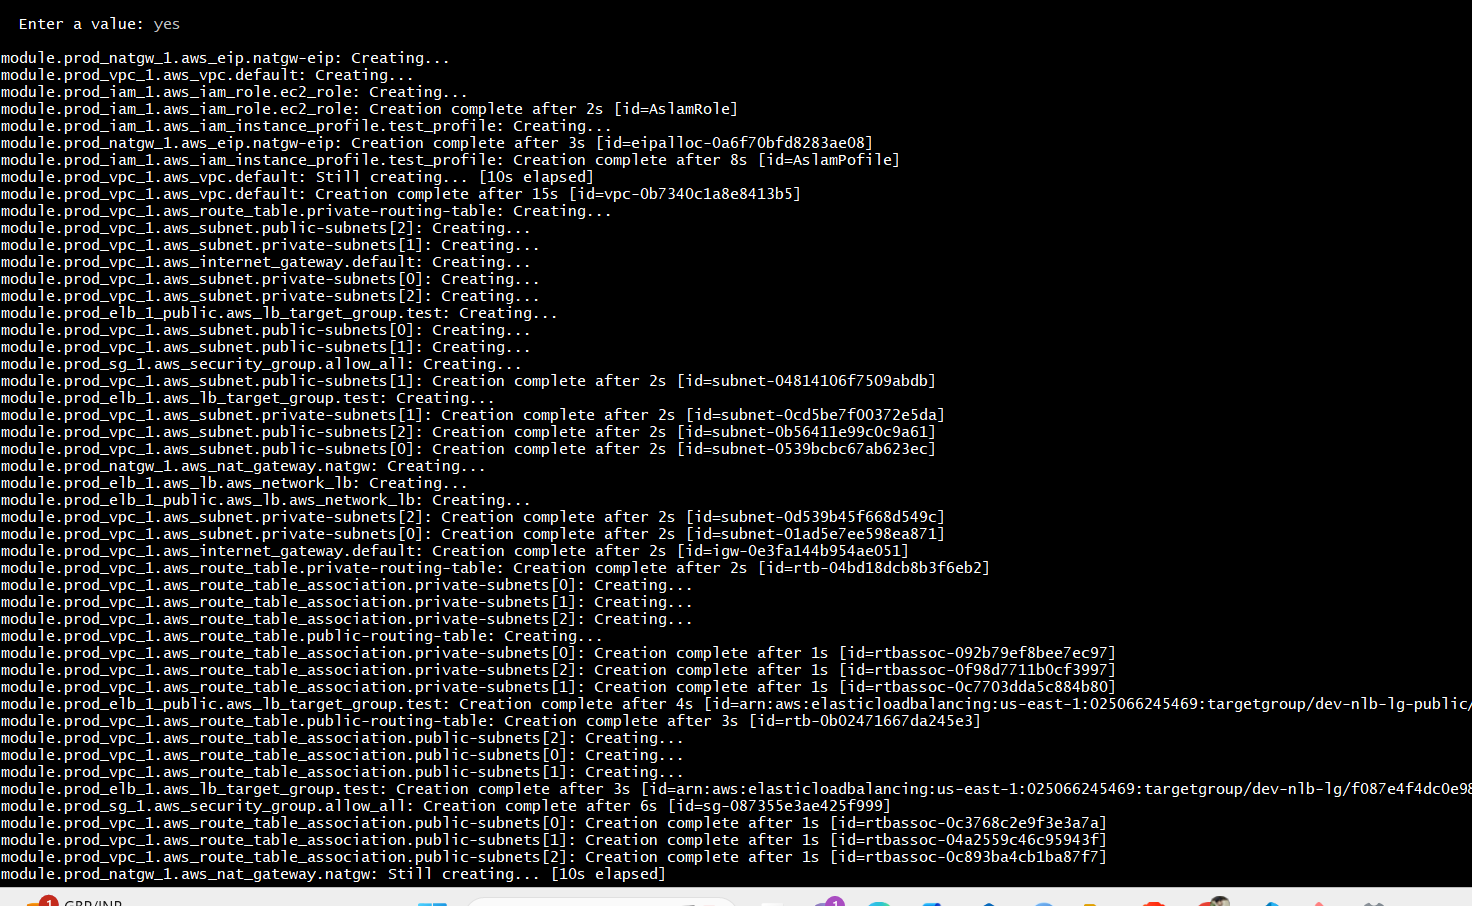 Enter a value: yes
module.prod_natgw_1.aws_eip.natgw-eip: Creating...
module.prod_vpc_1.aws_vpc.default: Creating...
module.prod_iam_1.aws_iam_role.ec2_role: Creating...
module.prod_iam_1.aws_iam_role.ec2_role: Creation complete after 2s [id=AslamRole]
module.prod_iam_1.aws_iam_instance_profile.test_profile: Creating...
module.prod_natgw_1.aws_eip.natgw-eip: Creation complete after 3s [id=eipalloc-0a6f70bfd8283ae08]
module.prod_iam_1.aws_iam_instance_profile.test_profile: Creation complete after 8s [id=AslamPofile]
module.prod_vpc_1.aws_vpc.default: Still creating... [10s elapsed]
module.prod_vpc_1.aws_vpc.default: Creation complete after 15s [id=vpc-0b7340c1a8e8413b5]
module.prod_vpc_1.aws_route_table.private-routing-table: Creating...
module.prod_vpc_1.aws_subnet.public-subnets[2]: Creating...
module.prod_vpc_1.aws_subnet.private-subnets[1]: Creating...
module.prod_vpc_1.aws_internet_gateway.default: Creating...
module.prod_vpc_1.aws_subnet.private-subnets[0]: Creating...
module.prod_vpc_1.aws_subnet.private-subnets[2]: Creating...
module.prod_elb_1_public.aws_lb_target_group.test: Creating...
module.prod_vpc_1.aws_subnet.public-subnets[0]: Creating...
module.prod_vpc_1.aws_subnet.public-subnets[1]: Creating...
module.prod_sg_1.aws_security_group.allow_all: Creating...
module.prod_vpc_1.aws_subnet.public-subnets[1]: Creation complete after 2s [id=subnet-04814106f7509abdb]
module.prod_elb_1.aws_lb_target_group.test: Creating...
module.prod_vpc_1.aws_subnet.private-subnets[1]: Creation complete after 2s [id=subnet-0cd5be7f00372e5da]
module.prod_vpc_1.aws_subnet.public-subnets[2]: Creation complete after 2s [id=subnet-0b56411e99c0c9a61]
module.prod_vpc_1.aws_subnet.public-subnets[0]: Creation complete after 2s [id=subnet-0539bcbc67ab623ec]
module.prod_natgw_1.aws_nat_gateway.natgw: Creating...
module.prod_elb_1.aws_lb.aws_network_lb: Creating...
module.prod_elb_1_public.aws_lb.aws_network_lb: Creating...
module.prod_vpc_1.aws_subnet.private-subnets[2]: Creation complete after 2s [id=subnet-0d539b45f668d549c]
module.prod_vpc_1.aws_subnet.private-subnets[0]: Creation complete after 2s [id=subnet-01ad5e7ee598ea871]
module.prod_vpc_1.aws_internet_gateway.default: Creation complete after 2s [id=igw-0e3fa144b954ae051]
module.prod_vpc_1.aws_route_table.private-routing-table: Creation complete after 2s [id=rtb-04bd18dcb8b3f6eb2]
module.prod_vpc_1.aws_route_table_association.private-subnets[0]: Creating...
module.prod_vpc_1.aws_route_table_association.private-subnets[1]: Creating...
module.prod_vpc_1.aws_route_table_association.private-subnets[2]: Creating...
module.prod_vpc_1.aws_route_table.public-routing-table: Creating...
module.prod_vpc_1.aws_route_table_association.private-subnets[0]: Creation complete after 1s [id=rtbassoc-092b79ef8bee7ec97]
module.prod_vpc_1.aws_route_table_association.private-subnets[2]: Creation complete after 1s [id=rtbassoc-0f98d7711b0cf3997]
module.prod_vpc_1.aws_route_table_association.private-subnets[1]: Creation complete after 1s [id=rtbassoc-0c7703dda5c884b80]
module.prod_elb_1_public.aws_lb_target_group.test: Creation complete after 4s [id=arn:aws:elasticloadbalancing:us-east-1:025066245469:targetgroup/dev-nlb-lg-public/
module.prod_vpc_1.aws_route_table.public-routing-table: Creation complete after 3s [id=rtb-0b02471667da245e3]
module.prod_vpc_1.aws_route_table_association.public-subnets[2]: Creating...
module.prod_vpc_1.aws_route_table_association.public-subnets[0]: Creating...
module.prod_vpc_1.aws_route_table_association.public-subnets[1]: Creating...
module.prod_elb_1.aws_lb_target_group.test: Creation complete after 3s [id=arn:aws:elasticloadbalancing:us-east-1:025066245469:targetgroup/dev-nlb-lg/f087e4f4dc0e98
module.prod_sg_1.aws_security_group.allow_all: Creation complete after 6s [id=sg-087355e3ae425f999]
module.prod_vpc_1.aws_route_table_association.public-subnets[0]: Creation complete after 1s [id=rtbassoc-0c3768c2e9f3e3a7a]
module.prod_vpc_1.aws_route_table_association.public-subnets[1]: Creation complete after 1s [id=rtbassoc-04a2559c46c95943f]
module.prod_vpc_1.aws_route_table_association.public-subnets[2]: Creation complete after 1s [id=rtbassoc-0c893ba4cb1ba87f7]
module.prod_natgw_1.aws_nat_gateway.natgw: Still creating... [10s elapsed]
1 GBP/INR 1